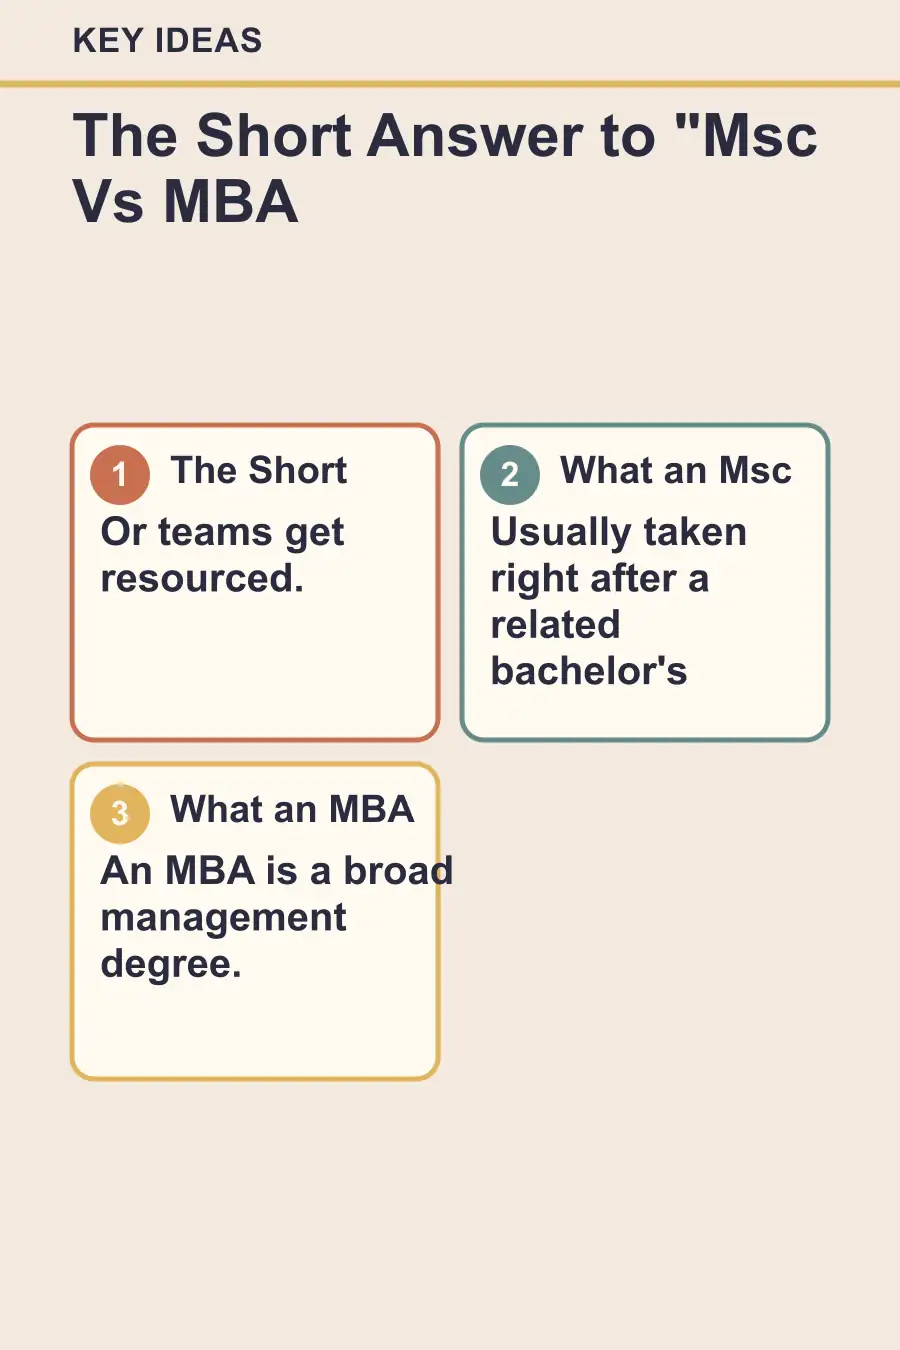 KEY IDEAS
The Short Answer to "Msc
Vs MBA
1 The Short
Or teams get
resourced.
2 What an Msc
Usually taken
right after a
related
bachelor's
3 What an MBA
An MBA is a broad
management
degree.